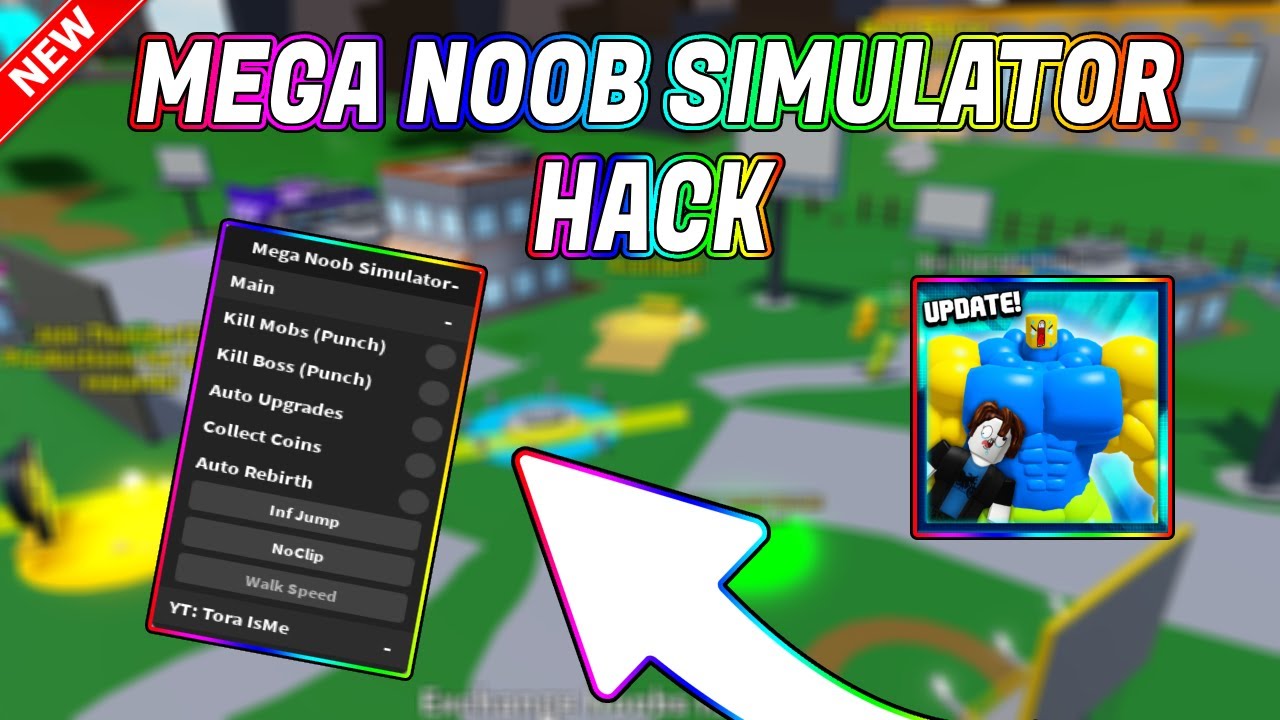 NEW
MEGA NOOB SIMULATOR
HACK
Mega Noob Simulator-
Main
-
Kill Mobs (Punch)
Kill Boss (Punch)
Auto Upgrades
Collect Coins
Auto Rebirth
Inf Jump
NoClip
Walk Speed
YT: Tora IsMe
-
UPDATE!